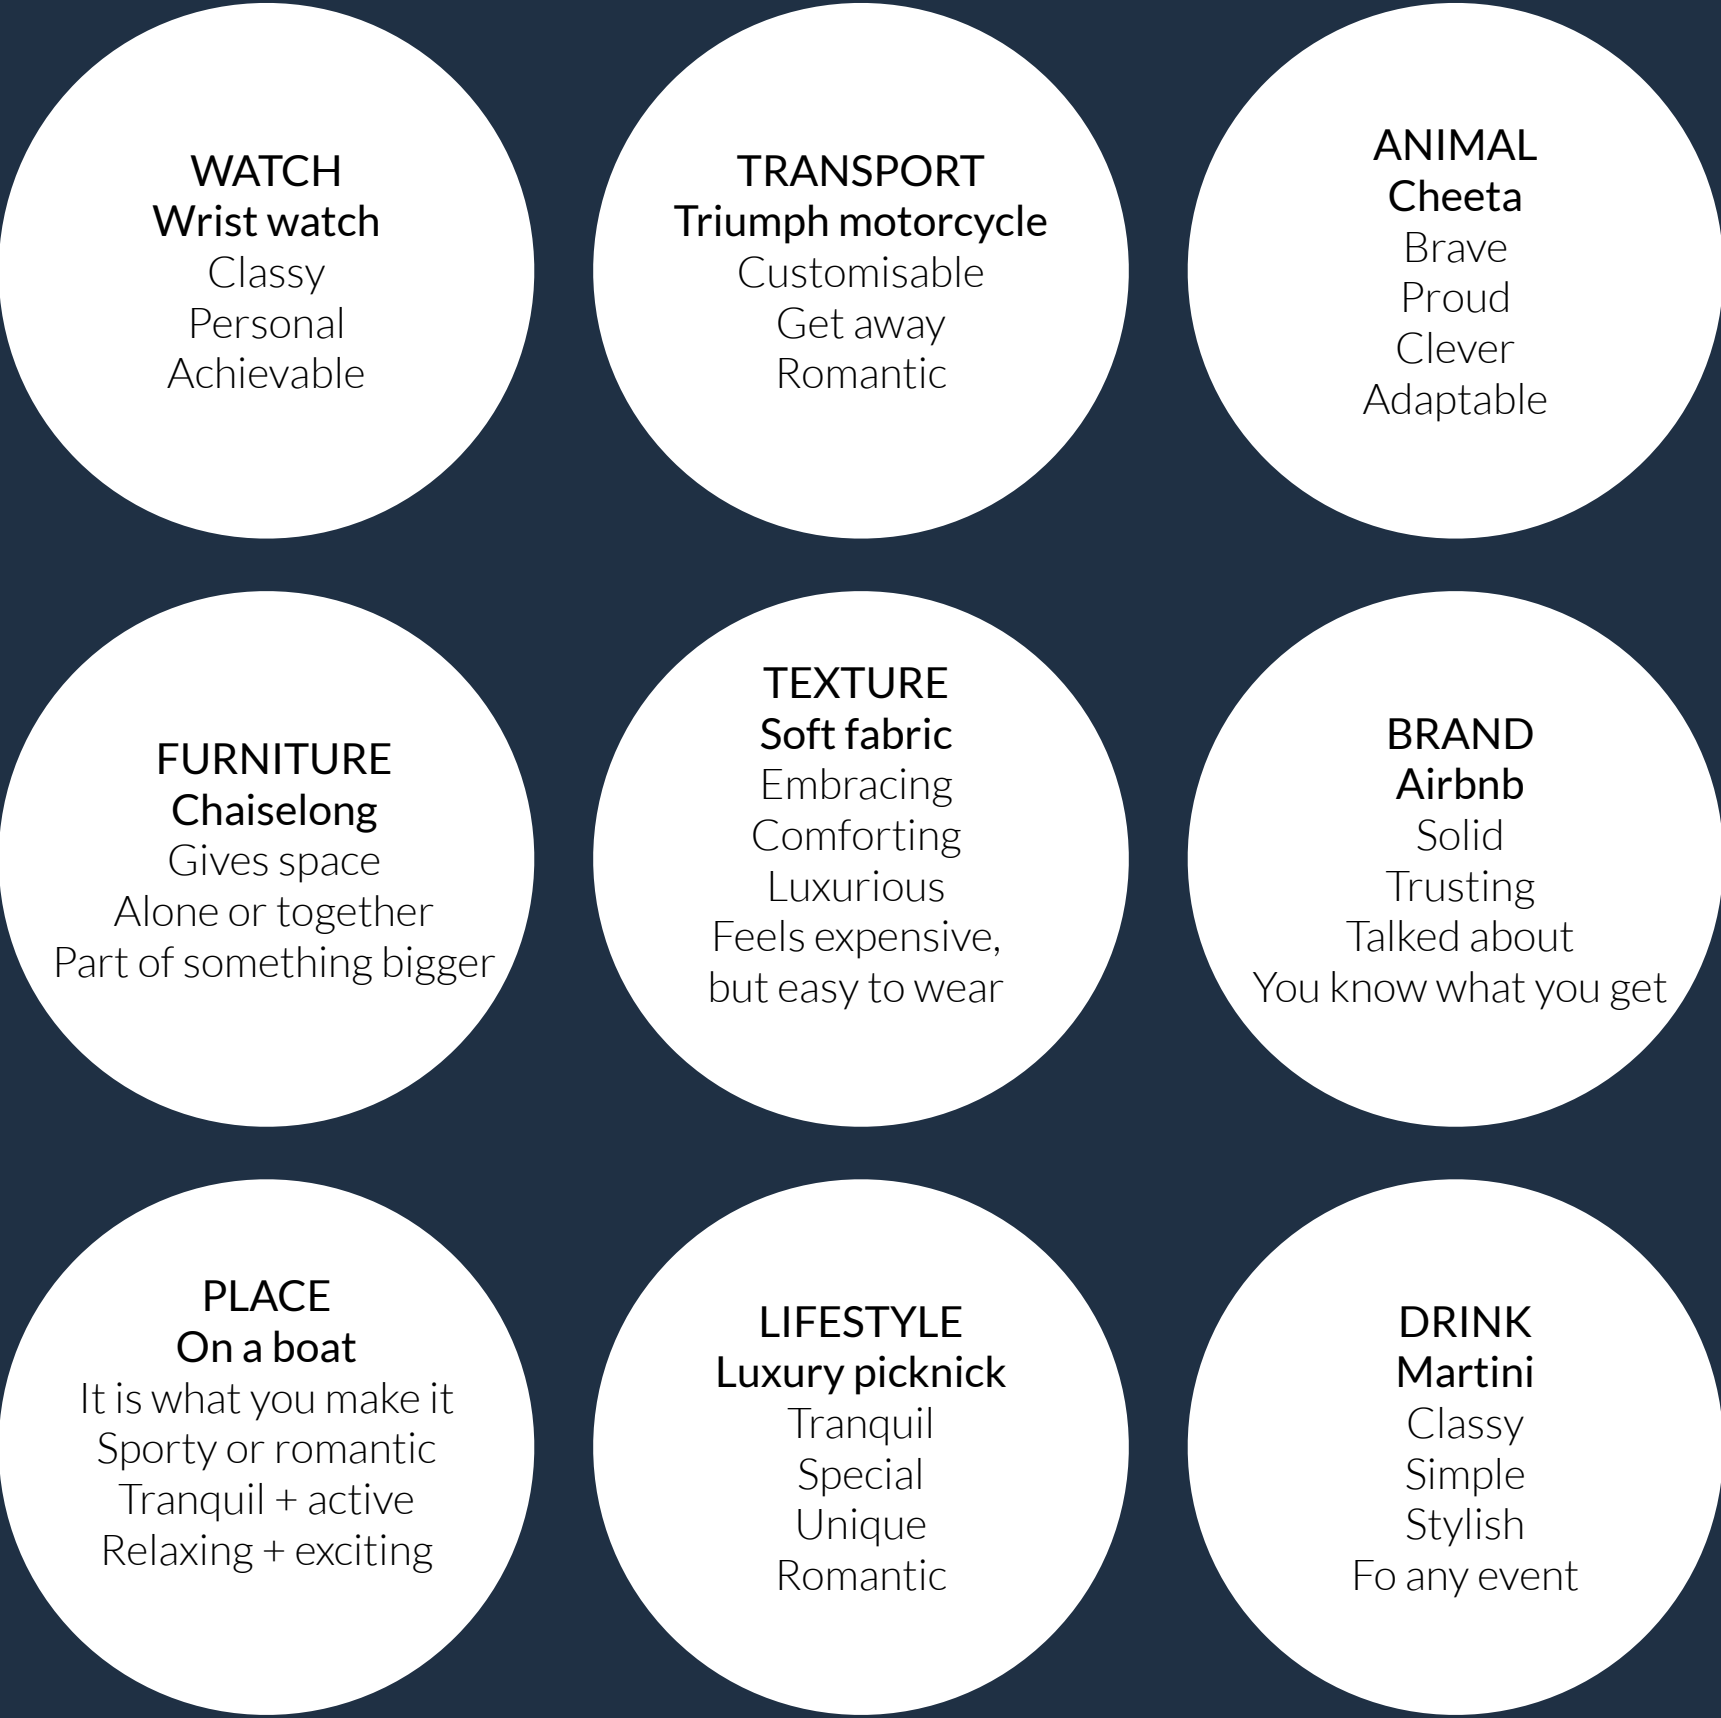 WATCH
Wrist watch
Classy
Personal
Achievable
TRANSPORT
Triumph motorcycle
Customisable
Get away
Romantic
ANIMAL
Cheeta
Brave
Proud
Clever
Adaptable
FURNITURE
Chaiselong
Gives space
Alone or together
Part of something bigger
TEXTURE
Soft fabric
Embracing
Comforting
Luxurious
Feels expensive,
but easy to wear
BRAND
Airbnb
Solid
Trusting
Talked about
You know what you get
PLACE
On a boat
It is what you make it
Sporty or romantic
Tranquil + active
Relaxing + exciting
LIFESTYLE
Luxury picknick
Tranquil
Special
Unique
Romantic
DRINK
Martini
Classy
Simple
Stylish
Fo any event